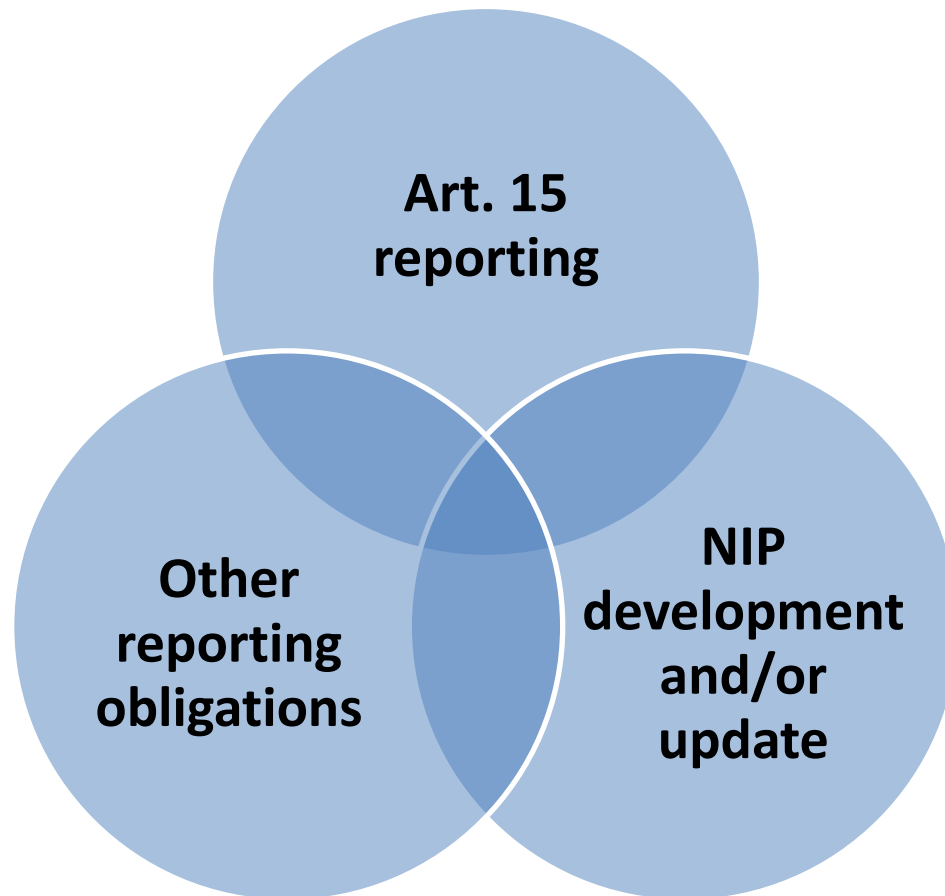 Art. 15
reporting
Other
reporting
obligations
NIP
development
and/or
update